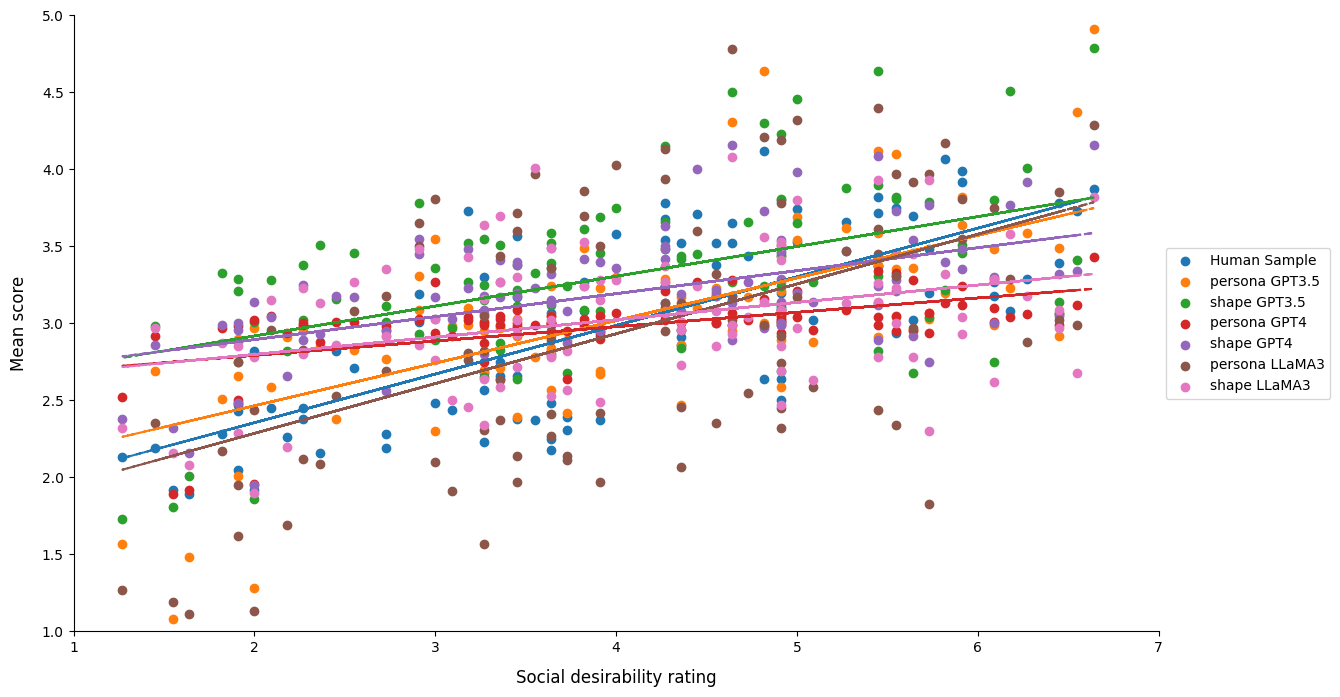 5.0
4.5
4.0
3.5
3.0
2.5
2.0
1.5
1.0
Mean score
1 2 3 4 5 6 7
Social desirability rating
Human Sample
persona GPT3.5
shape GPT3.5
persona GPT4
shape GPT4
persona LLaMA3
shape LLaMA3